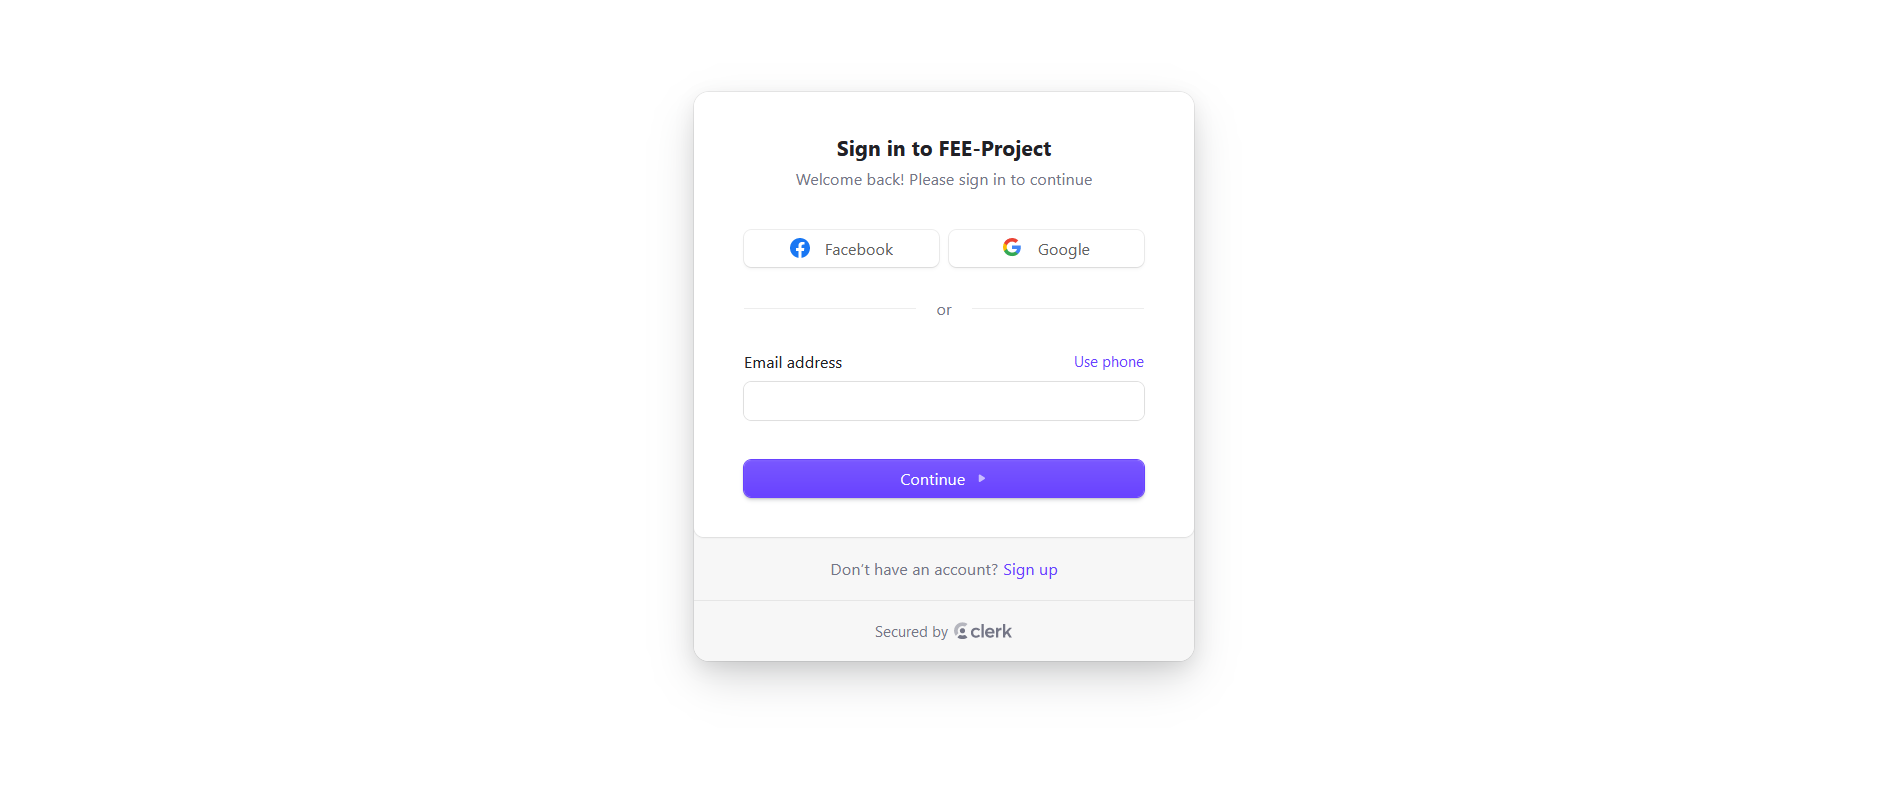 Sign in to FEE-Project
Welcome back! Please sign in to continue
Facebook
Google
or
Email address
Use phone
Continue
Don’t have an account? Sign up
Secured by clerk